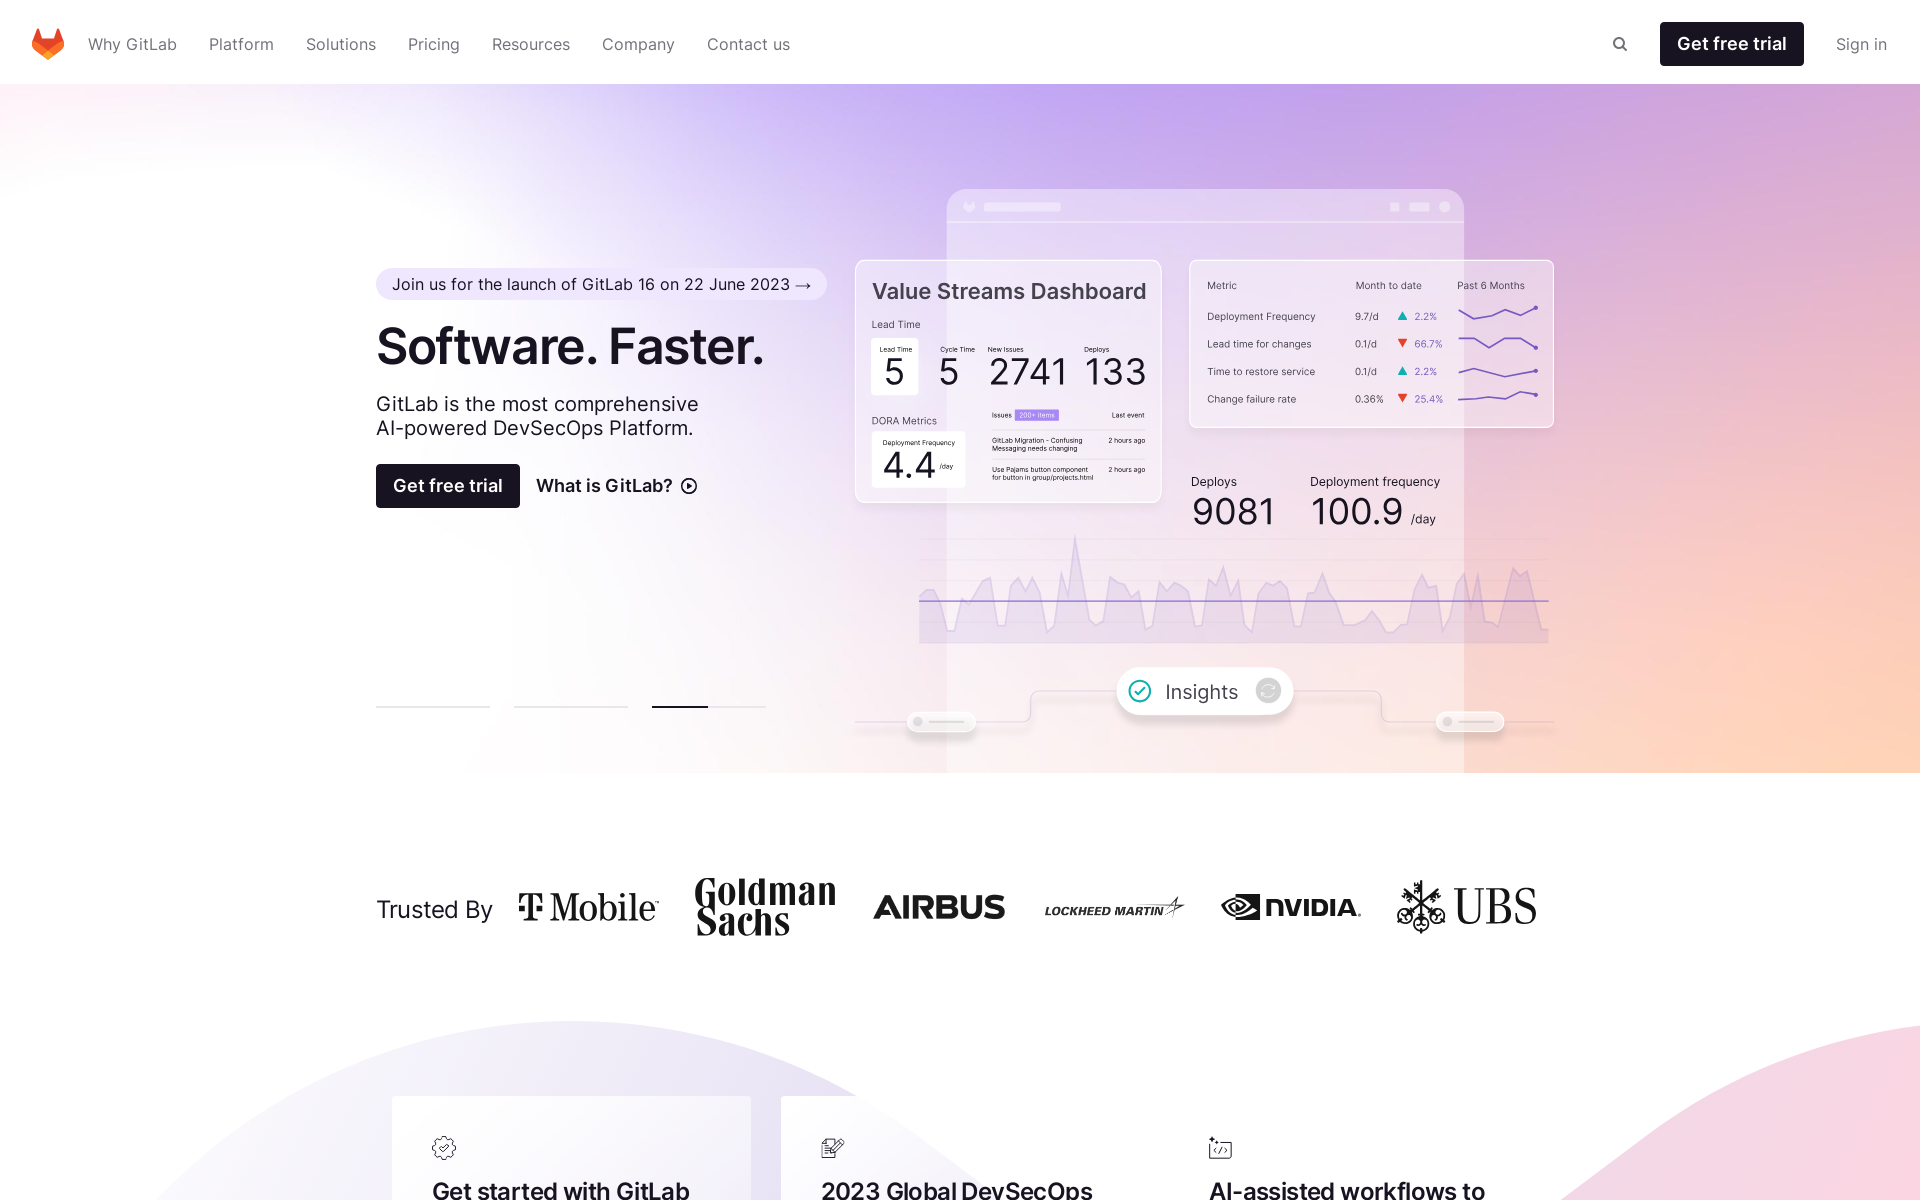 Why GitLab
Platform
Solutions
Pricing
Resources
Company
Contact us
Get free trial
Sign in
Join us for the launch of GitLab 16 on 22 June 2023 →
Software. Faster.
GitLab is the most comprehensive
AI-powered DevSecOps Platform.
Get free trial
What is GitLab?
Value Streams Dashboard
Lead Time
Lead Time
5
Cycle Time
5
New Issues
2741
Deploys
133
DORA Metrics
Deployment Frequency
4.4 /day
Issues 200+ items Last event
GitLab Migration - Confusing
Messaging needs changing
2 hours ago
Use Pajams button component
for button in group/projects.html
2 hours ago
Metric Month to date Past 6 Months
Deployment Frequency 9.7/d 2.2%
Lead time for changes 0.1/d 66.7%
Time to restore service 0.1/d 2.2%
Change failure rate 0.36% 25.4%
Deploys
9081
Deployment frequency
100.9 /day
Insights
Trusted By
T Mobile™
Goldman
Sachs
AIRBUS
LOCKHEED MARTIN
NVIDIA.
UBS
Get started with GitLab
2023 Global DevSecOps
AI-assisted workflows to